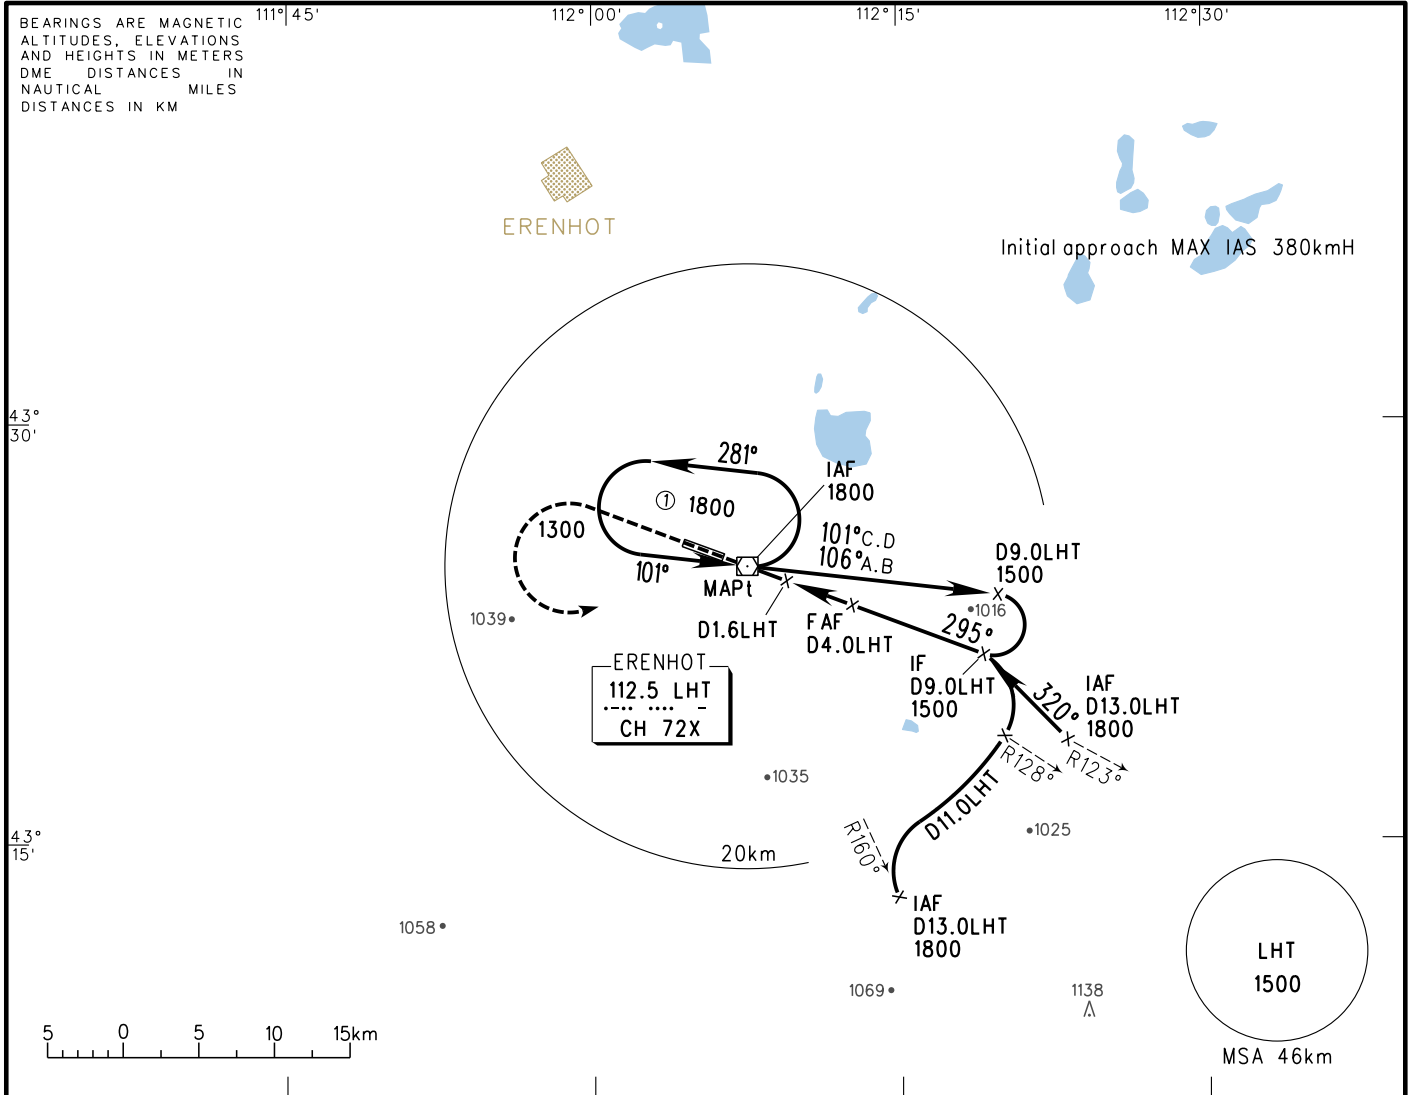 BEARINGS ARE MAGNETIC
ALTITUDES, ELEVATIONS
AND HEIGHTS IN METERS
DME DISTANCES IN
NAUTICAL MILES
DISTANCES IN KM
111°45'
112°00'
112°15'
112°30'
ERENHOT
Initial approach MAX IAS 380kmH
43°
30'
281°
IAF
1800
① 1800
1300
101°C.D
106°A.B
D9.0LHT
1500
101°
MAPt
1016
1039
D1.6LHT
FAF
D4.0LHT
295°
IF
D9.0LHT
1500
ERENHOT
112.5 LHT
CH 72X
320°
IAF
D13.0LHT
1800
R128°
R123°
1035
D11.0LHT
1025
43°
15'
R160°
20km
IAF
D13.0LHT
1800
1058
1069
1138
LHT
1500
MSA 46km
5 0 5 10 15km